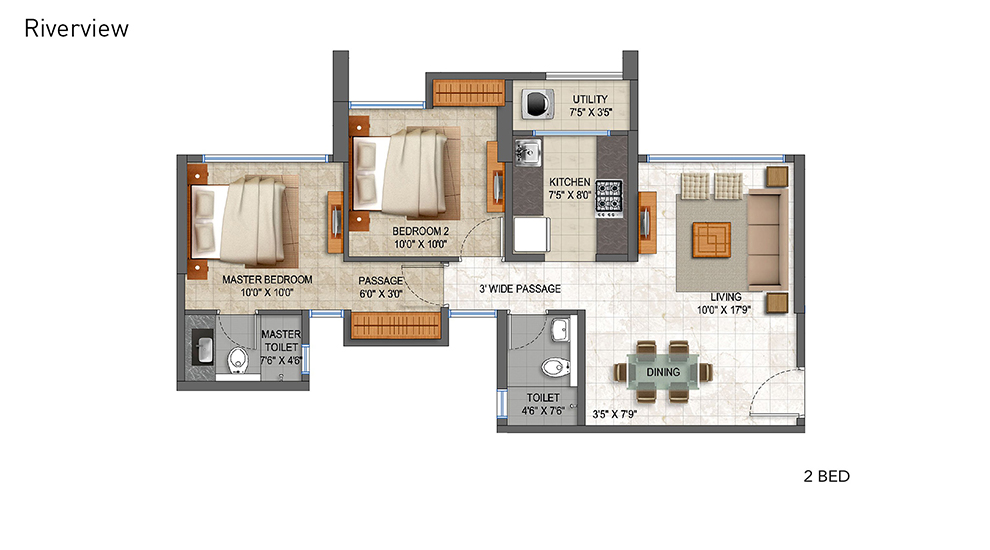 Riverview
UTILITY
7'5" X 3'5"
KITCHEN
7'5" X 8'0"
BEDROOM 2
10'0" X 10'0"
MASTER BEDROOM
10'0" X 10'0"
PASSAGE
6'0" X 3'0"
3' WIDE PASSAGE
LIVING
10'0" X 17'9"
MASTER
TOILET
7'6" X 4'6"
DINING
TOILET
4'6" X 7'6"
3'5" X 7'9"
2 BED